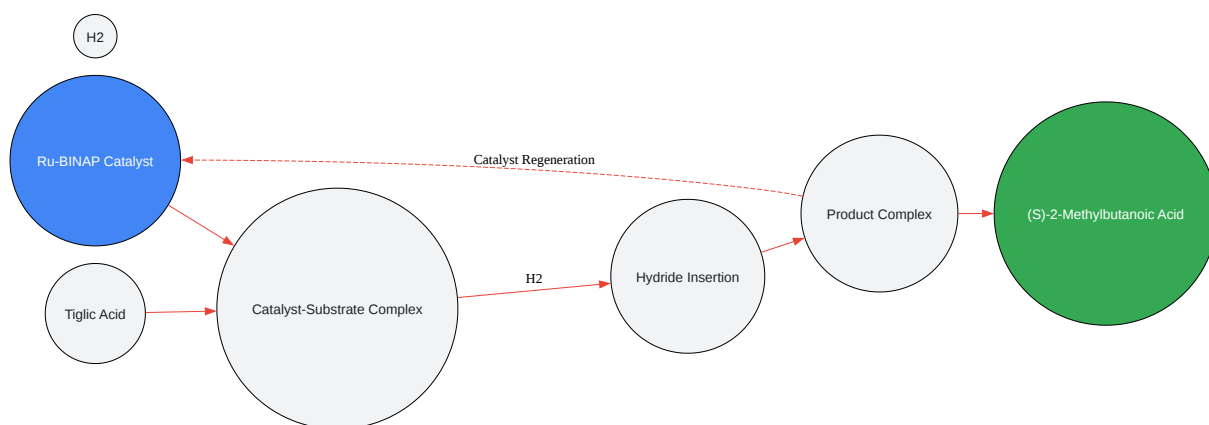 H2
Ru-BINAP Catalyst
Catalyst Regeneration
Product Complex
(S)-2-Methylbutanoic Acid
H2
Hydride Insertion
Tiglic Acid
Catalyst-Substrate Complex